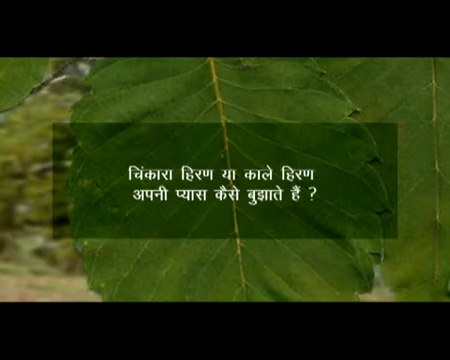 चिंकारा हिरण या काले हिरण
अपनी प्यास कैसे बुझाते हैं ?